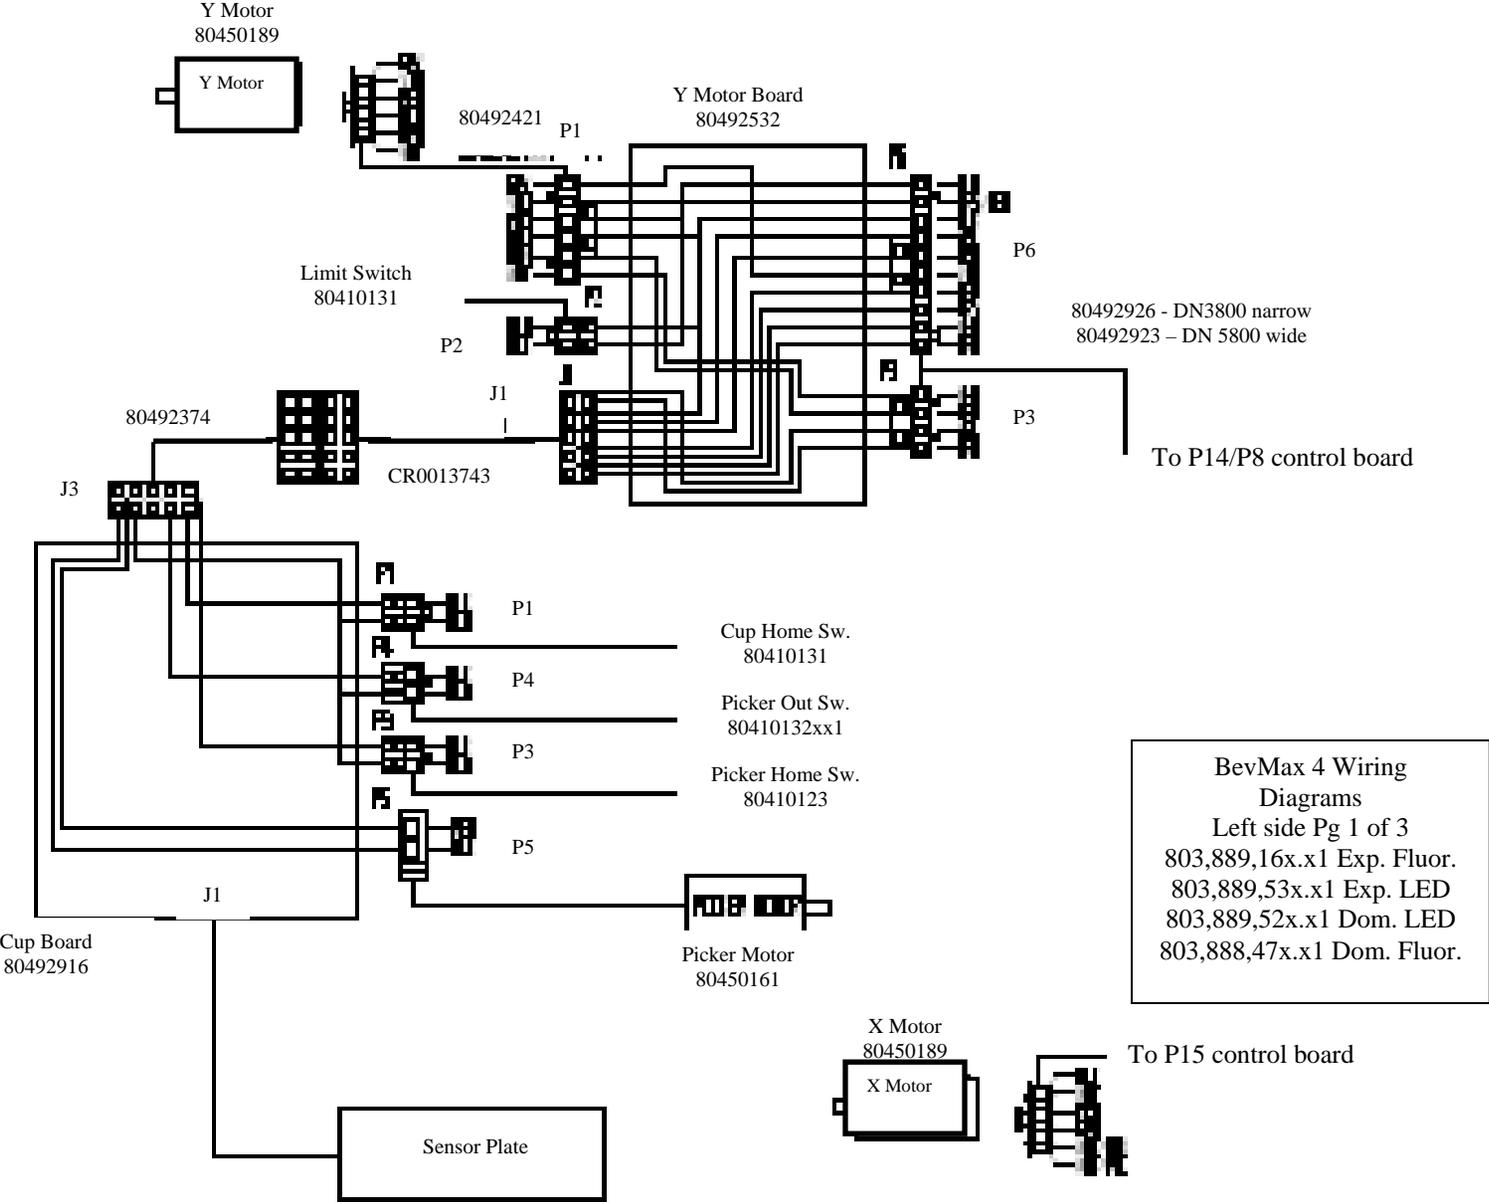 Y Motor
80450189
Y Motor
80492421
P1
Y Motor Board
80492532
P6
Limit Switch
80410131
P2
80492926 - DN3800 narrow
80492923 – DN 5800 wide
J1
80492374
P3
To P14/P8 control board
CR0013743
J3
P1
Cup Home Sw.
80410131
P4
Picker Out Sw.
80410132xx1
P3
Picker Home Sw.
80410123
P5
BevMax 4 Wiring
Diagrams
Left side Pg 1 of 3
803,889,16x.x1 Exp. Fluor.
803,889,53x.x1 Exp. LED
803,889,52x.x1 Dom. LED
803,888,47x.x1 Dom. Fluor.
J1
Cup Board
80492916
Picker Motor
80450161
X Motor
80450189
X Motor
To P15 control board
Sensor Plate